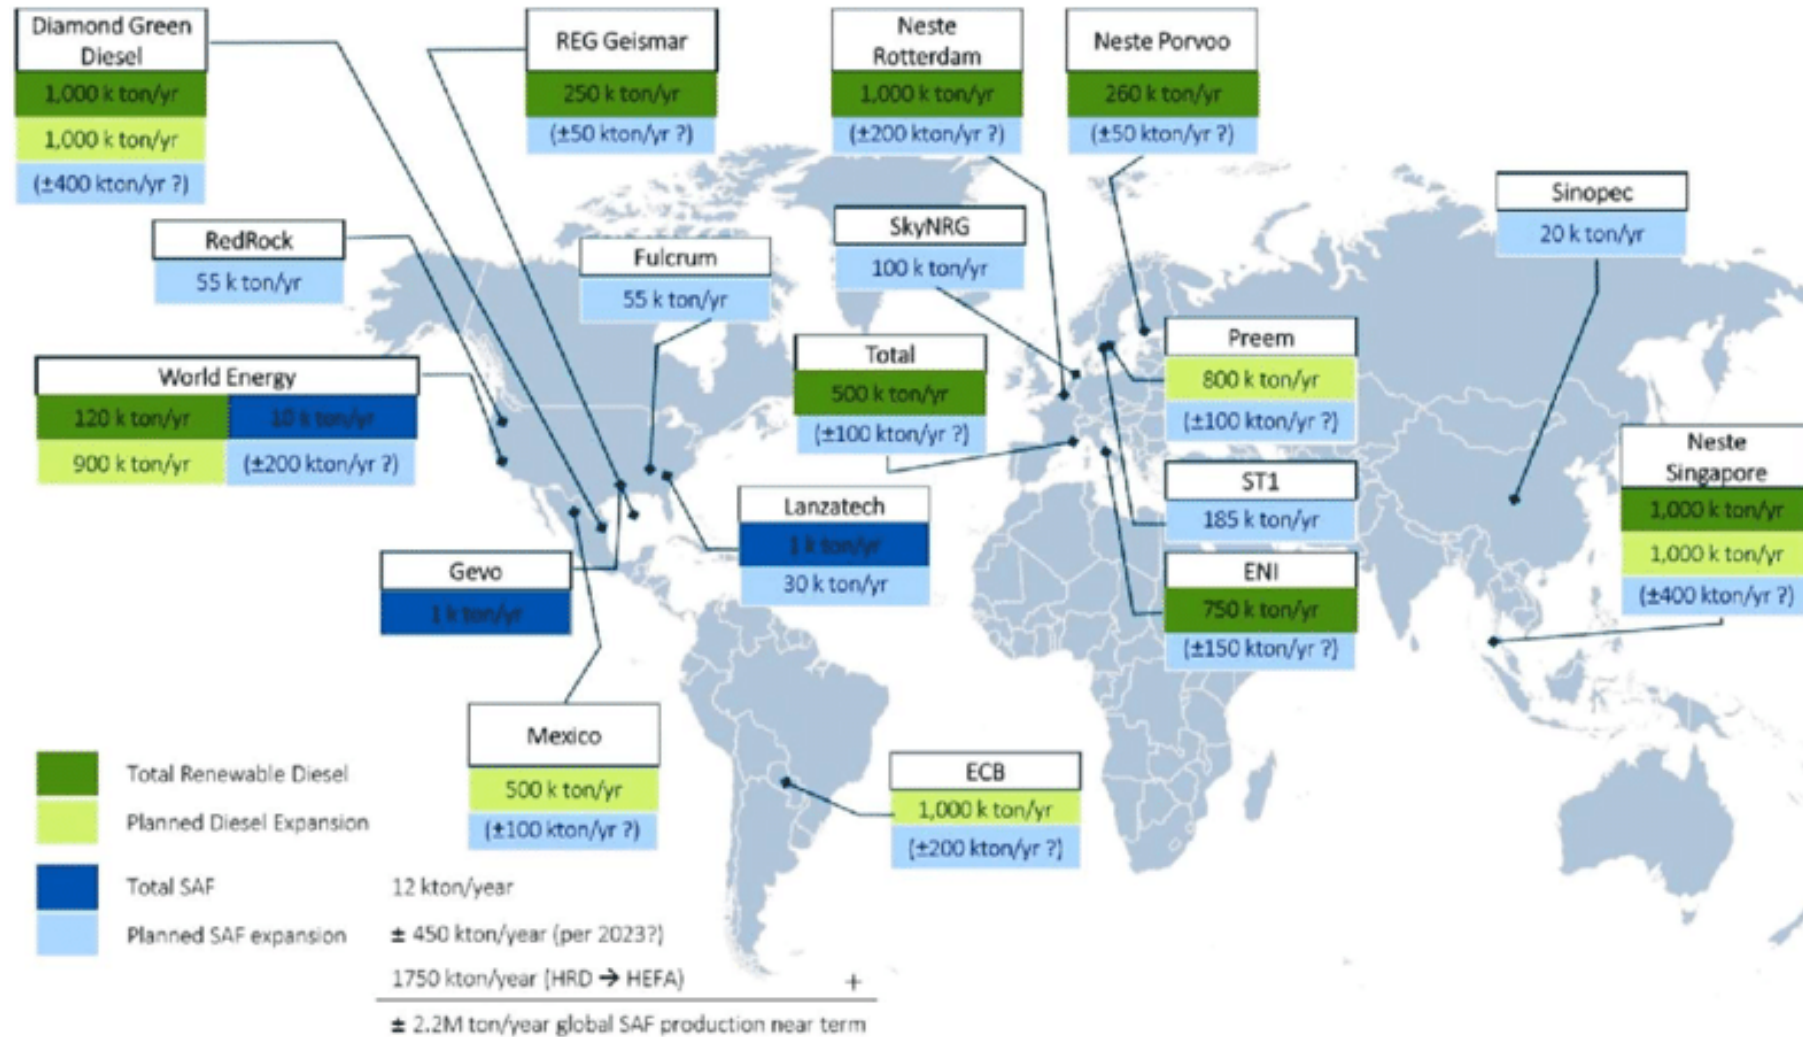 Diamond Green
Diesel
1,000 k ton/yr
1,000 k ton/yr
(±400 kton/yr ?)
REG Geismar
250 k ton/yr
(±50 kton/yr ?)
Neste
Rotterdam
1,000 k ton/yr
(±200 kton/yr ?)
Neste Porvoo
260 k ton/yr
(±50 kton/yr ?)
RedRock
55 k ton/yr
Fulcrum
55 k ton/yr
SkyNRG
100 k ton/yr
Sinopec
20 k ton/yr
World Energy
120 k ton/yr
10 k ton/yr
900 k ton/yr
(±200 kton/yr ?)
Total
500 k ton/yr
(±100 kton/yr ?)
Preem
800 k ton/yr
(±100 kton/yr ?)
Neste
Singapore
1,000 k ton/yr
1,000 k ton/yr
(±400 kton/yr ?)
Lanzatech
1 k ton/yr
30 k ton/yr
ST1
185 k ton/yr
Gevo
1 k ton/yr
ENI
750 k ton/yr
(±150 kton/yr ?)
Mexico
500 k ton/yr
(±100 kton/yr ?)
ECB
1,000 k ton/yr
(±200 kton/yr ?)
Total Renewable Diesel
Planned Diesel Expansion
Total SAF 12 kton/year
Planned SAF expansion ± 450 kton/year (per 2023?)
1750 kton/year (HRD → HEFA) +
± 2.2M ton/year global SAF production near term